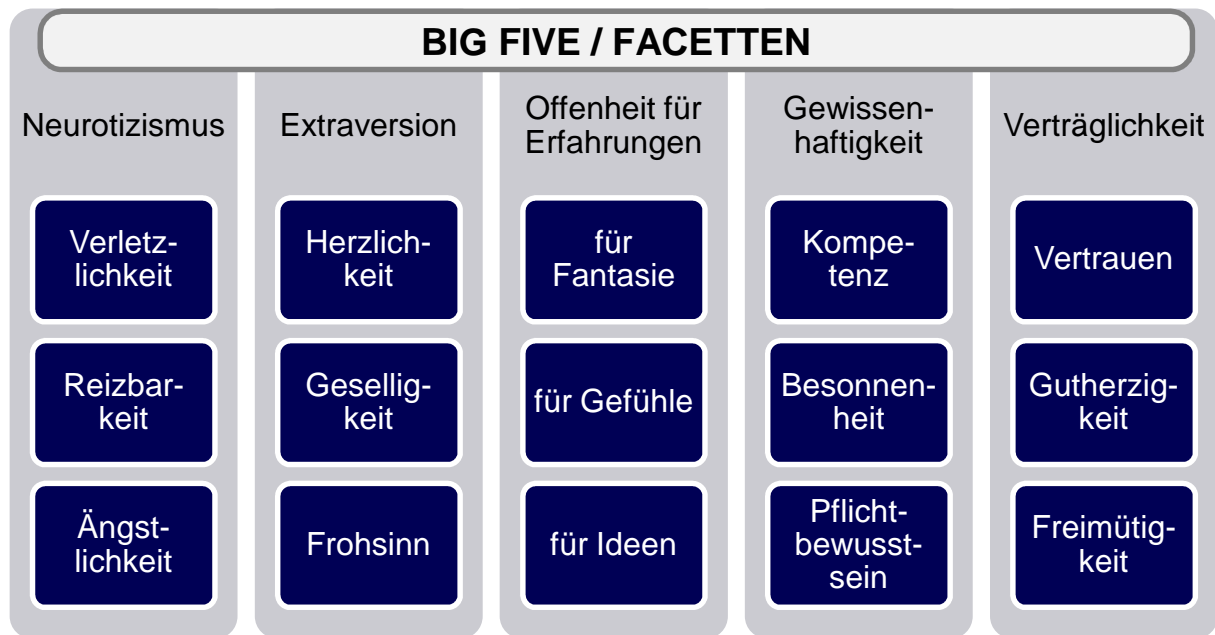 BIG FIVE / FACETTEN
Neurotizismus
Extraversion
Offenheit für
Erfahrungen
Gewissen-
haftigkeit
Verträglichkeit
Verletz-
lichkeit
Herzlich-
keit
für
Fantasie
Kompe-
tenz
Vertrauen
Reizbar-
keit
Gesellig-
keit
für Gefühle
Besonnen-
heit
Gutherzig-
keit
Ängst-
lichkeit
Frohsinn
für Ideen
Pflicht-
bewusst-
sein
Freimütig-
keit